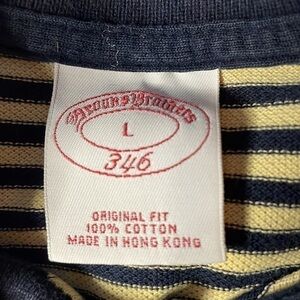 Brooks Brothers
L
346
ORIGINAL FIT
100% COTTON
MADE IN HONG KONG